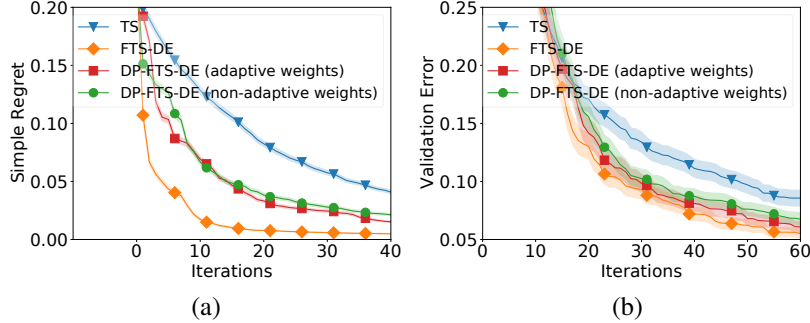 0.20
0.15
0.10
0.05
0.00
Simple Regret
TS
FTS-DE
DP-FTS-DE (adaptive weights)
DP-FTS-DE (non-adaptive weights)
0 10 20 30 40
Iterations
(a)
0.25
0.20
0.15
0.10
0.05
Validation Error
TS
FTS-DE
DP-FTS-DE (adaptive weights)
DP-FTS-DE (non-adaptive weights)
0 10 20 30 40 50 60
Iterations
(b)